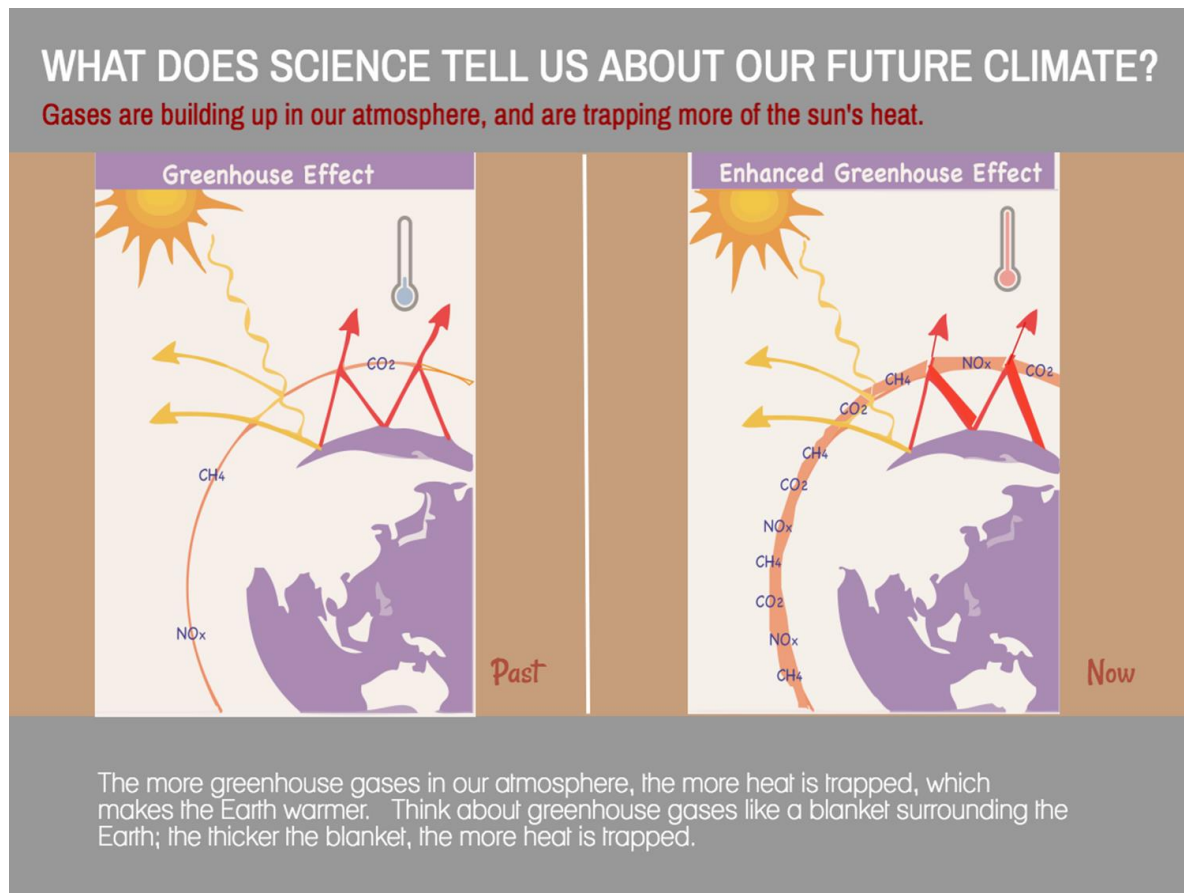 WHAT DOES SCIENCE TELL US ABOUT OUR FUTURE CLIMATE?
Gases are building up in our atmosphere, and are trapping more of the sun's heat.
Greenhouse Effect
CO2
CH4
NOx
Past
Enhanced Greenhouse Effect
NOx
CO2
CH4
CO2
CH4
CO2
NOx
CH4
CO2
NOx
CH4
Now
The more greenhouse gases in our atmosphere, the more heat is trapped, which
makes the Earth warmer. Think about greenhouse gases like a blanket surrounding the
Earth; the thicker the blanket, the more heat is trapped.